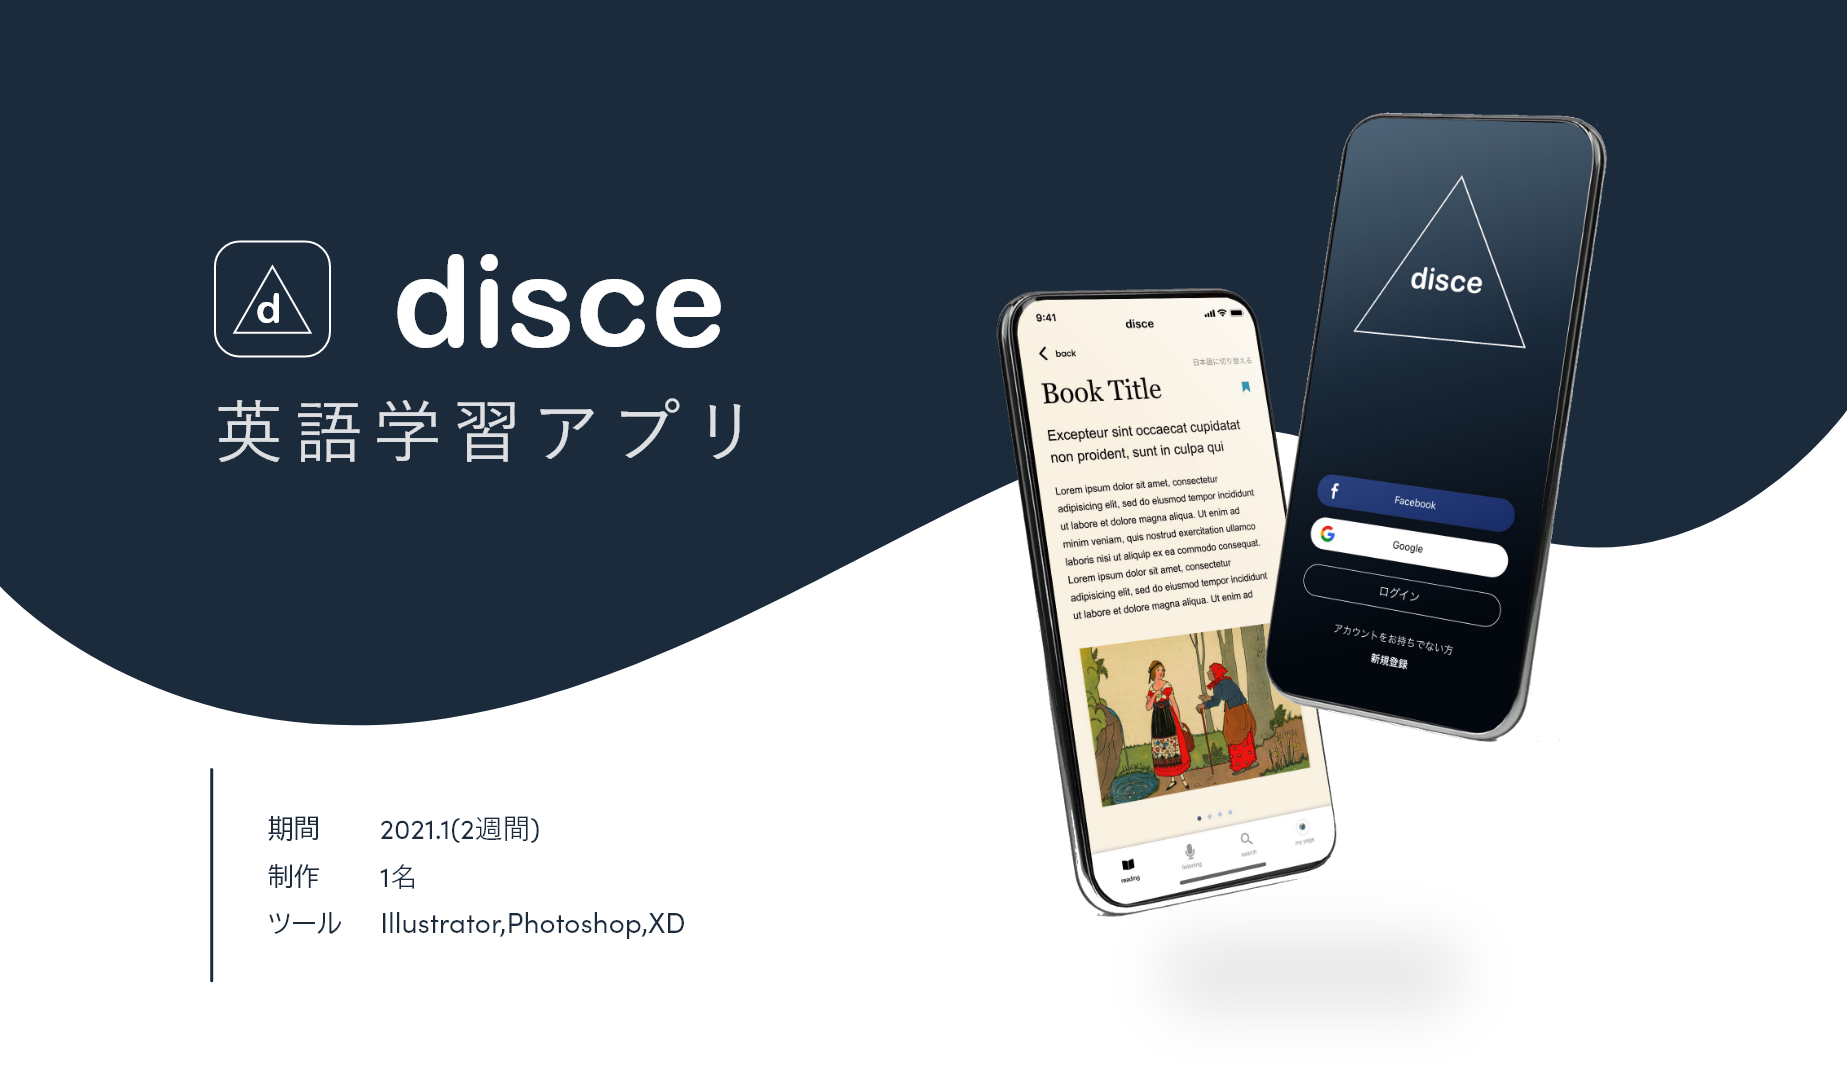 d
disce
英語学習アプリ
期間 2021.1(2週間)
制作 1名
ツール Illustrator,Photoshop,XD
9:41
disce
back
日本語に切り替える
Book Title
Excepteur sint occaecat cupidatat
non proident, sunt in culpa qui
Lorem ipsum dolor sit amet, consectetur
adipisicing elit, sed do eiusmod tempor incididunt
ut labore et dolore magna aliqua. Ut enim ad
minim veniam, quis nostrud exercitation ullamco
laboris nisi ut aliquip ex ea commodo consequat.
Lorem ipsum dolor sit amet, consectetur
adipisicing elit, sed do eiusmod tempor incididunt
ut labore et dolore magna aliqua. Ut enim ad
reading
listening
search
my page
disce
Facebook
Google
ログイン
アカウントをお持ちでない方
新規登録